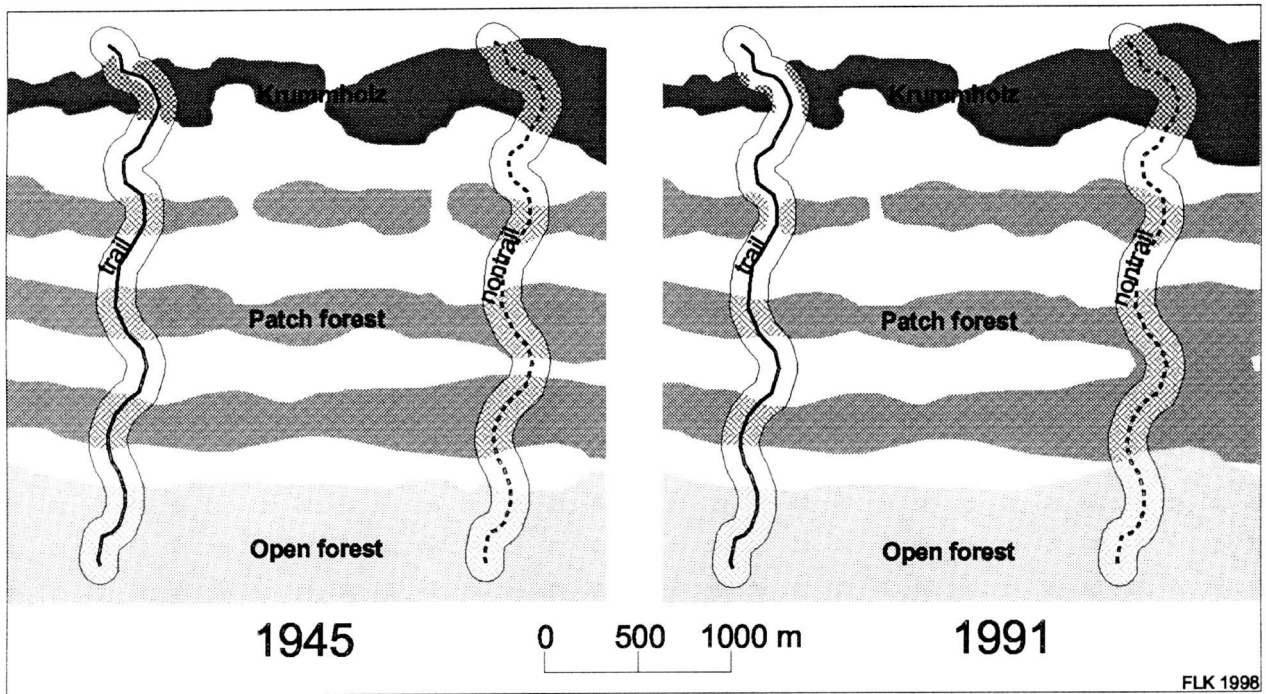 Krummholz
trail
nontrail
Patch forest
Open forest
1945
Krummholz
trail
nontrail
Patch forest
Open forest
1991
0 500 1000 m
FLK 1998